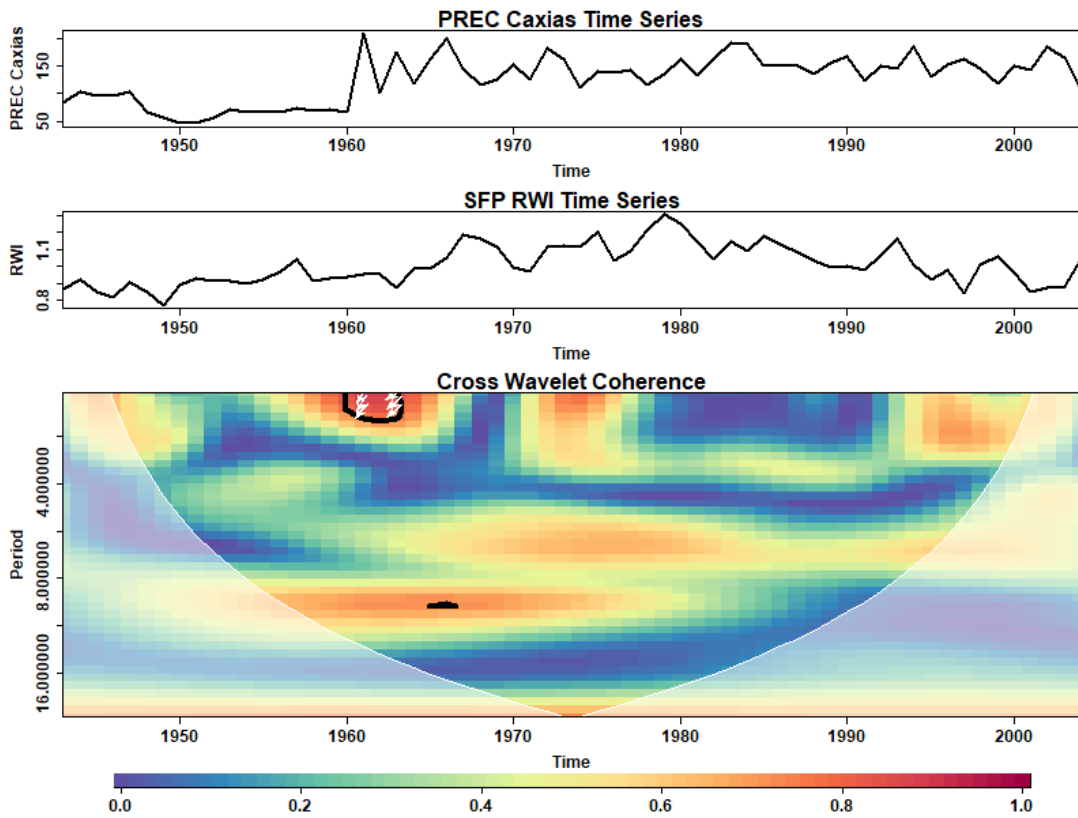 PREC Caxias Time Series
PREC Caxias
150
50
1950 1960 1970 1980 1990 2000
Time
SFP RWI Time Series
RWI
1.1
0.8
1950 1960 1970 1980 1990 2000
Time
Cross Wavelet Coherence
Period
4.000000
8.000000
16.000000
1950 1960 1970 1980 1990 2000
Time
0.0 0.2 0.4 0.6 0.8 1.0